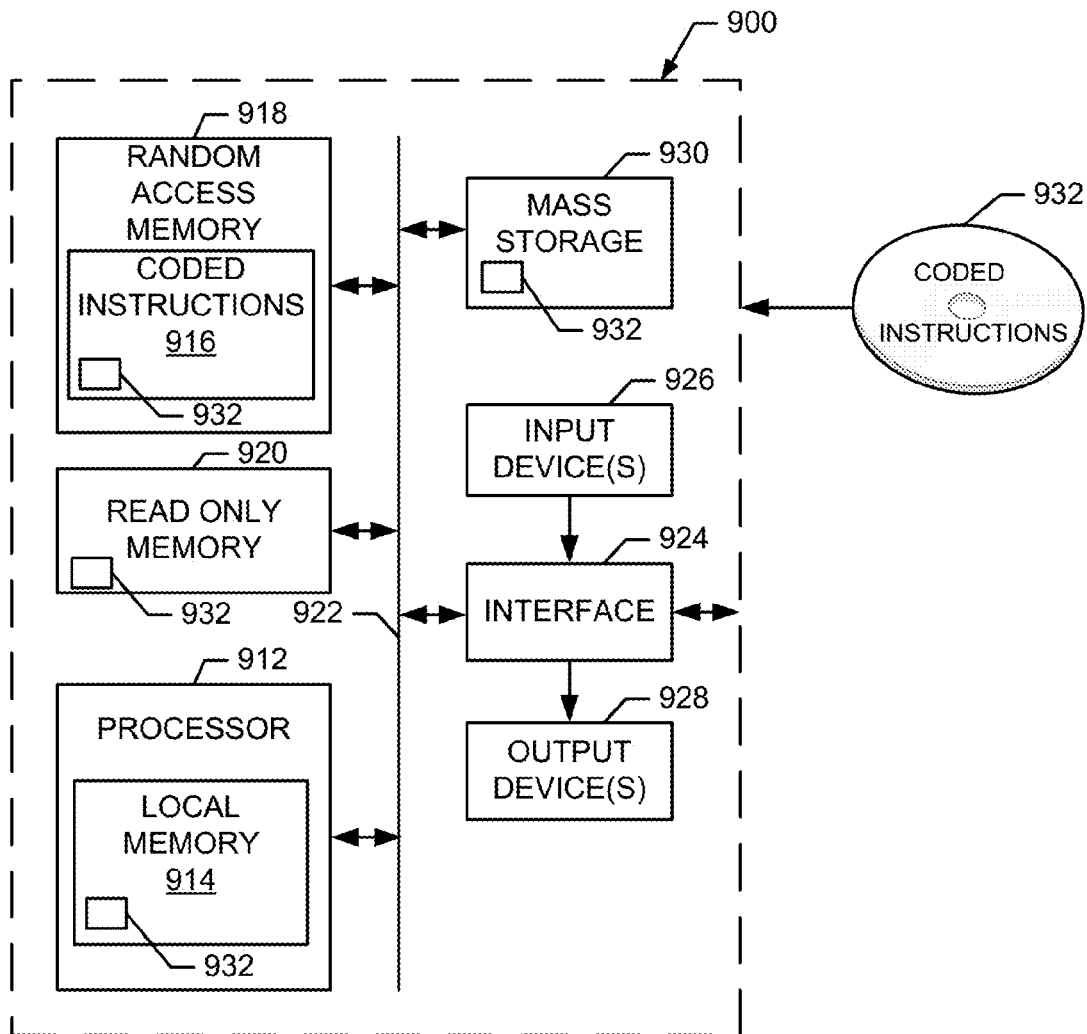 900
918
RANDOM
ACCESS
MEMORY
CODED
INSTRUCTIONS
916
932
920
READ ONLY
MEMORY
932
922
912
PROCESSOR
LOCAL
MEMORY
914
932
930
MASS
STORAGE
932
926
INPUT
DEVICE(S)
924
INTERFACE
928
OUTPUT
DEVICE(S)
932
CODED
INSTRUCTIONS